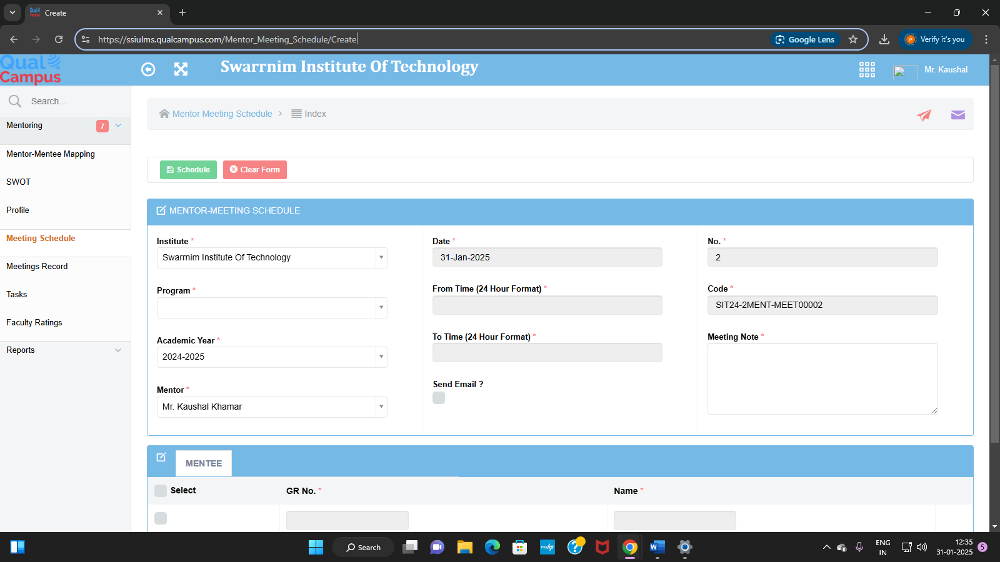 Qual
Campus
Create
https://ssiulms.qualcampus.com/Mentor_Meeting_Schedule/Create
Google Lens
P
Verify it's you
Qual
Campus
Swarrnim Institute Of Technology
Mr. Kaushal
Search...
Mentoring
7
Mentor-Mentee Mapping
SWOT
Profile
Meeting Schedule
Meetings Record
Tasks
Faculty Ratings
Reports
Mentor Meeting Schedule > Index
Schedule
Clear Form
MENTOR-MEETING SCHEDULE
Institute *
Swarrnim Institute Of Technology
Program *
Academic Year *
2024-2025
Mentor *
Mr. Kaushal Khamar
Date *
31-Jan-2025
From Time (24 Hour Format) *
To Time (24 Hour Format) *
Send Email ?
No. *
2
Code *
SIT24-2MENT-MEET00002
Meeting Note *
MENTEE
Select
GR No. *
Name *
Search
myhp
?
W
ENG
IN
12:35
31-01-2025
5